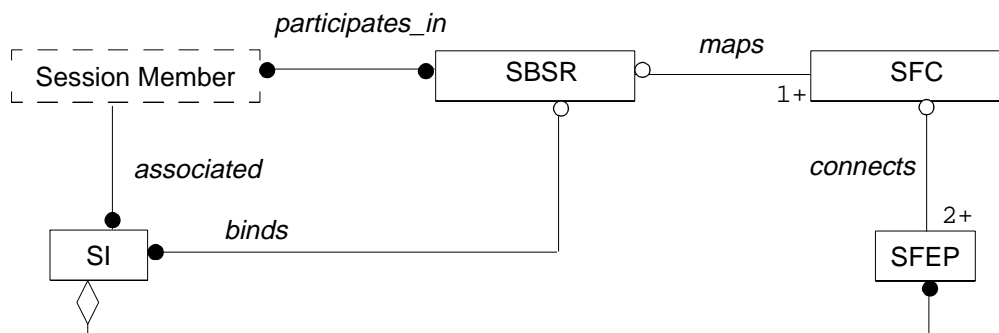 participates_in
Session Member
SBSR
maps
SFC
1+
associated
connects
binds
2+
SI
SFEP